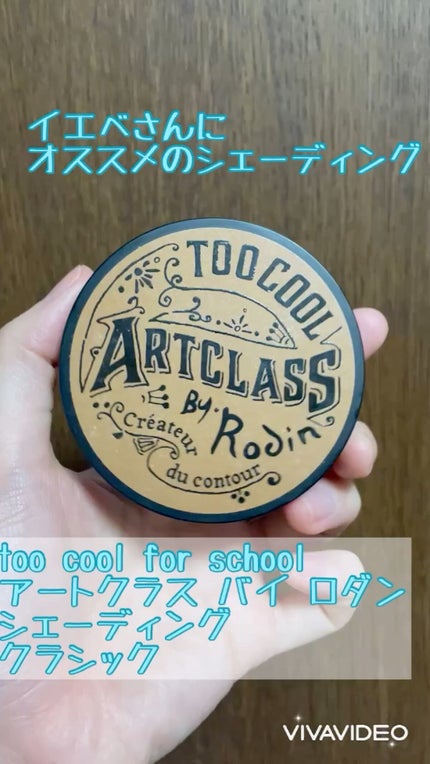 イエベさんに
オススメのシェーディング
TOO COOL
ARTCLASS
BY. Rodin
Créateur
du contour
too cool for school
アートクラス バイ ロダン
シェーディング
クラシック
VIVAVIDEO